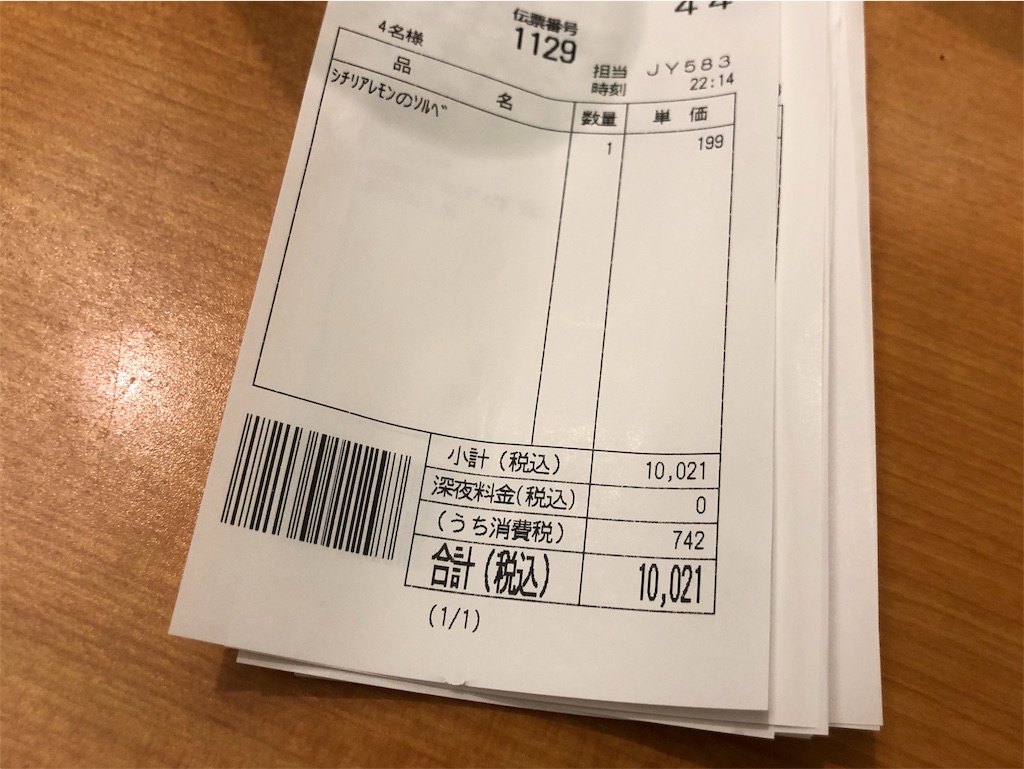 伝票番号
4名様 1129
担当 JY583
時刻 22:14
品 名 数量 単 価
シチリアレモンのソルベ 1 199
小計(税込) 10,021
深夜料金(税込) 0
(うち消費税) 742
合計(税込) 10,021
(1/1)